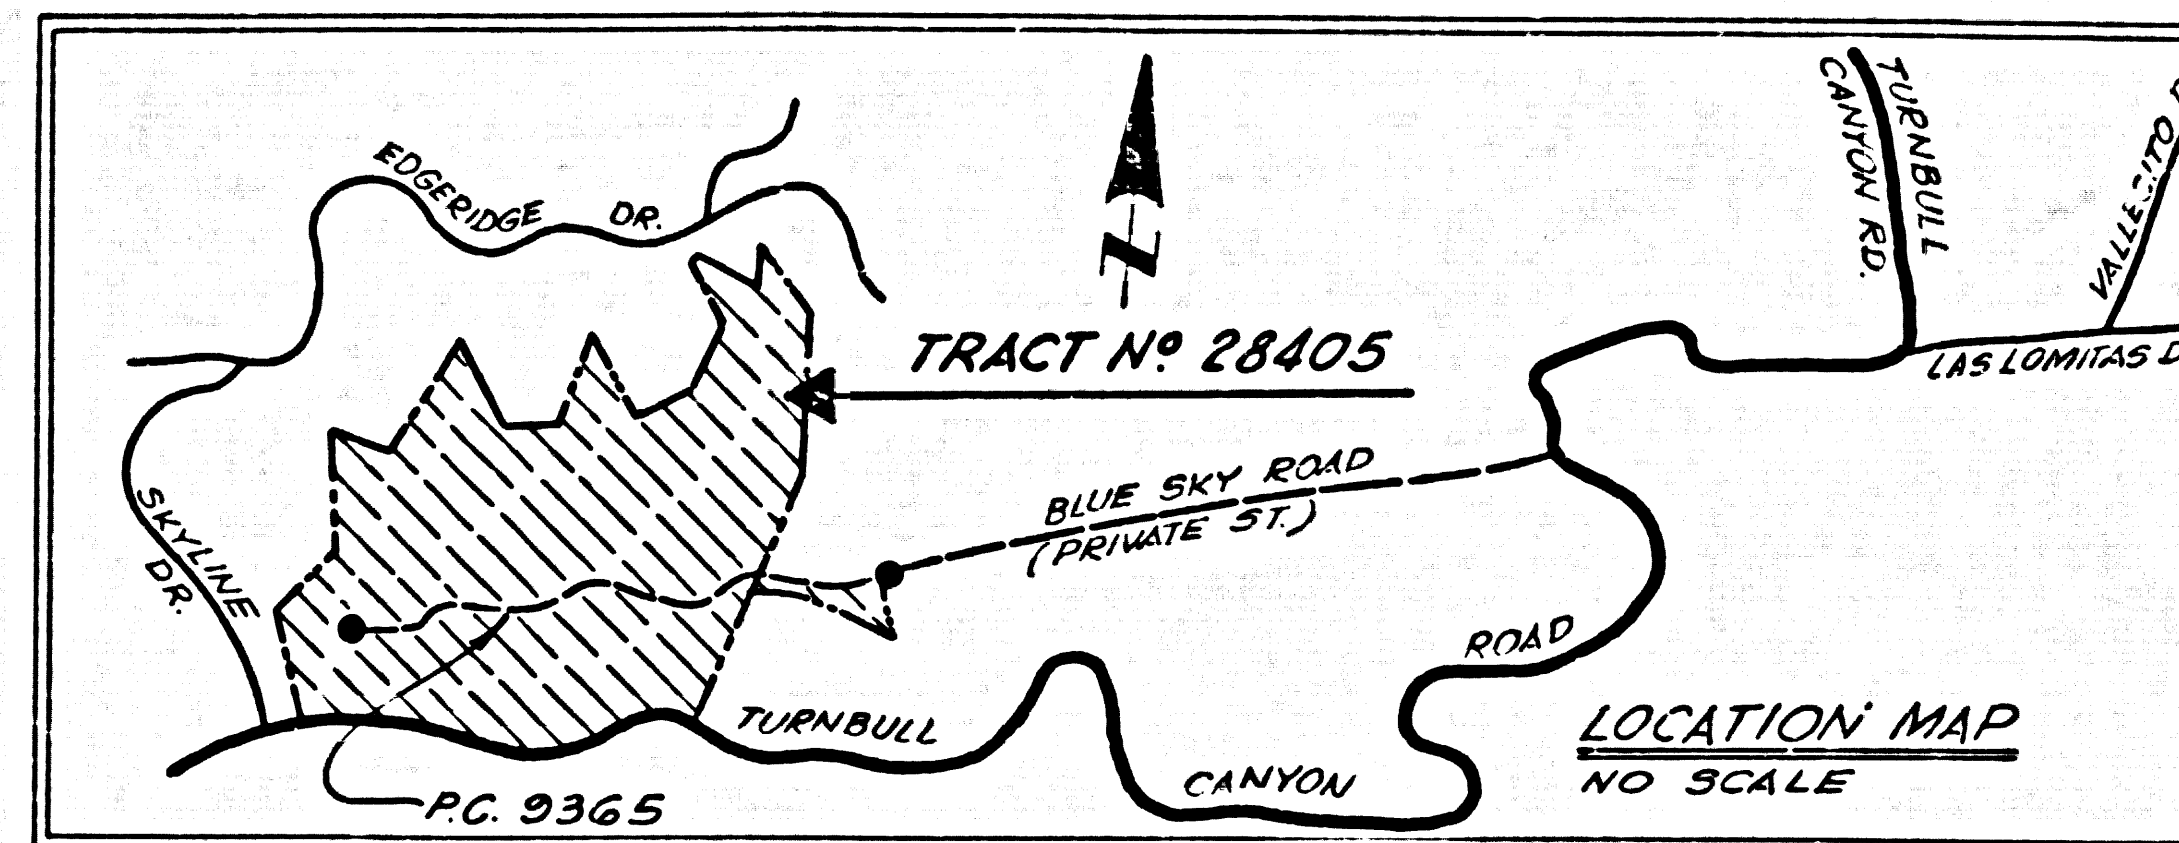 EDGERIDGE DR.
TURNBULL
CANYON RD.
N
TRACT Nº 28405
LAS LOMITAS
BLUE SKY ROAD
(PRIVATE ST.)
SKYLINE
DR.
ROAD
TURNBULL
CANYON
P.C. 9365
LOCATION MAP
NO SCALE